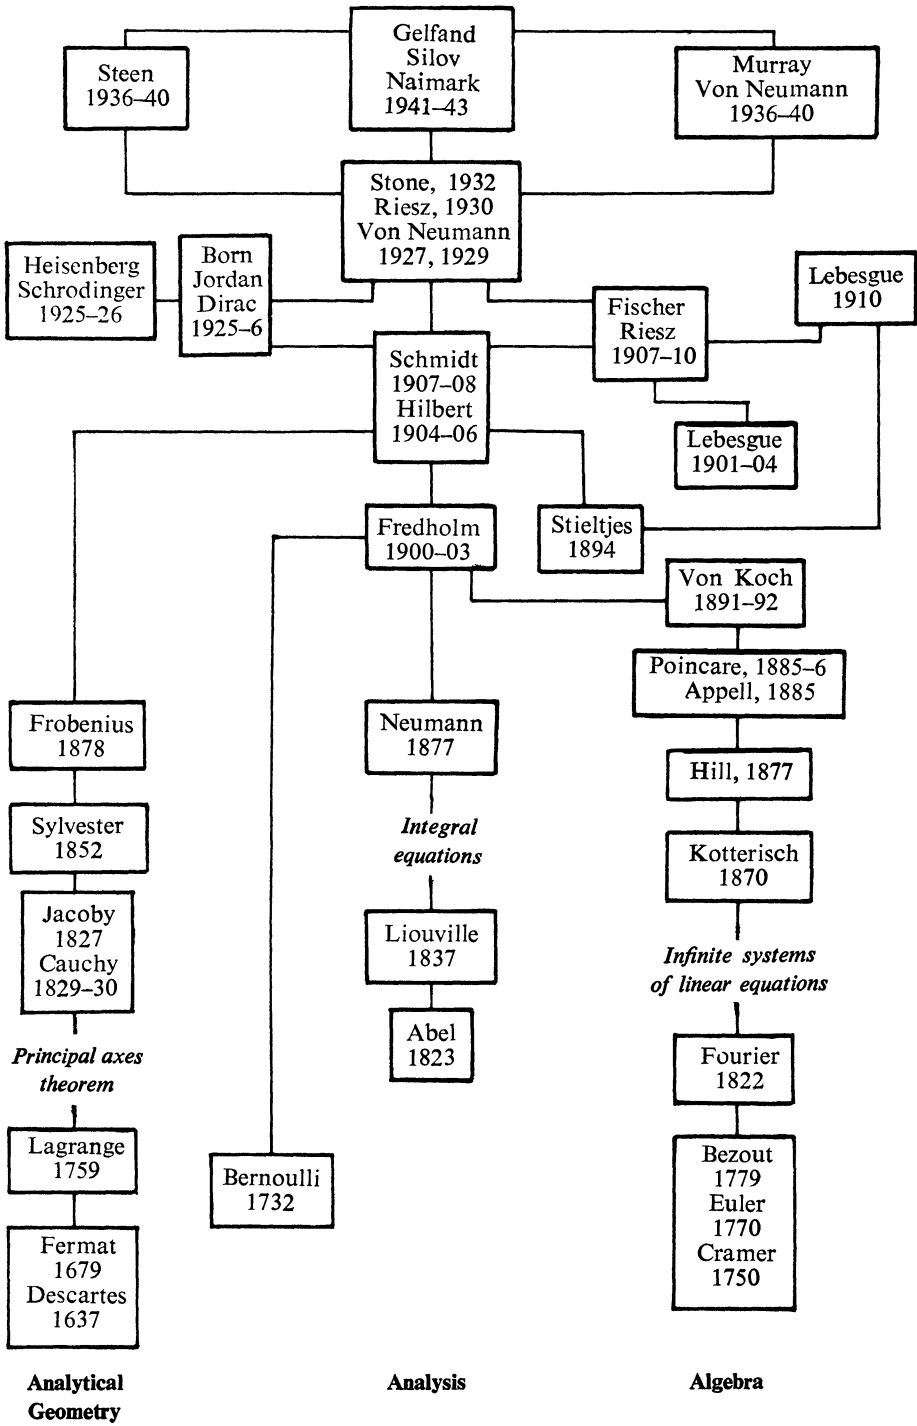 Gelfand
Silov
Naimark
1941–43
Steen
1936–40
Murray
Von Neumann
1936–40
Stone, 1932
Riesz, 1930
Von Neumann
1927, 1929
Heisenberg
Schrodinger
1925–26
Born
Jordan
Dirac
1925–6
Lebesgue
1910
Fischer
Riesz
1907–10
Schmidt
1907–08
Hilbert
1904–06
Lebesgue
1901–04
Fredholm
1900–03
Stieltjes
1894
Von Koch
1891–92
Poincare, 1885–6
Appell, 1885
Frobenius
1878
Neumann
1877
Hill, 1877
Sylvester
1852
Integral
equations
Kotterisch
1870
Jacoby
1827
Cauchy
1829–30
Liouville
1837
Infinite systems
of linear equations
Abel
1823
Principal axes
theorem
Fourier
1822
Lagrange
1759
Bernoulli
1732
Bezout
1779
Euler
1770
Cramer
1750
Fermat
1679
Descartes
1637
Analytical
Geometry
Analysis
Algebra